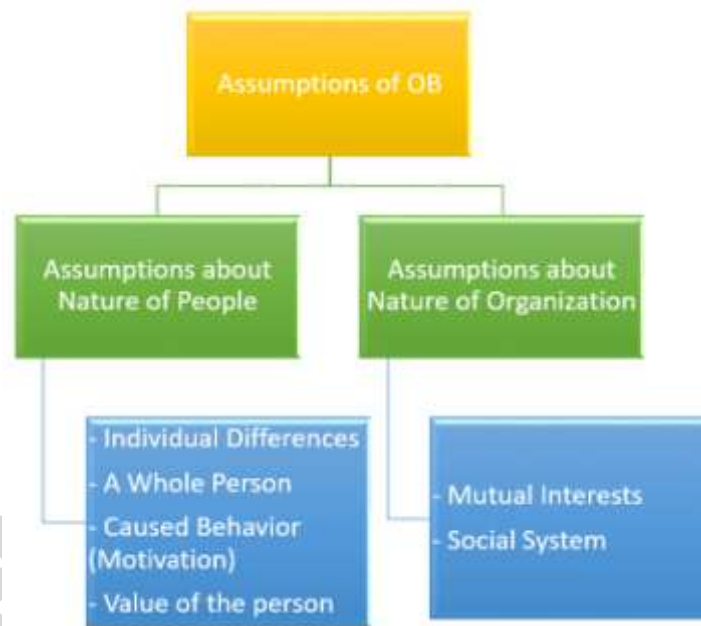 Assumptions of OB
Assumptions about
Nature of People
Assumptions about
Nature of Organization
- Individual Differences
- A Whole Person
- Caused Behavior
(Motivation)
- Value of the person
- Mutual Interests
- Social System